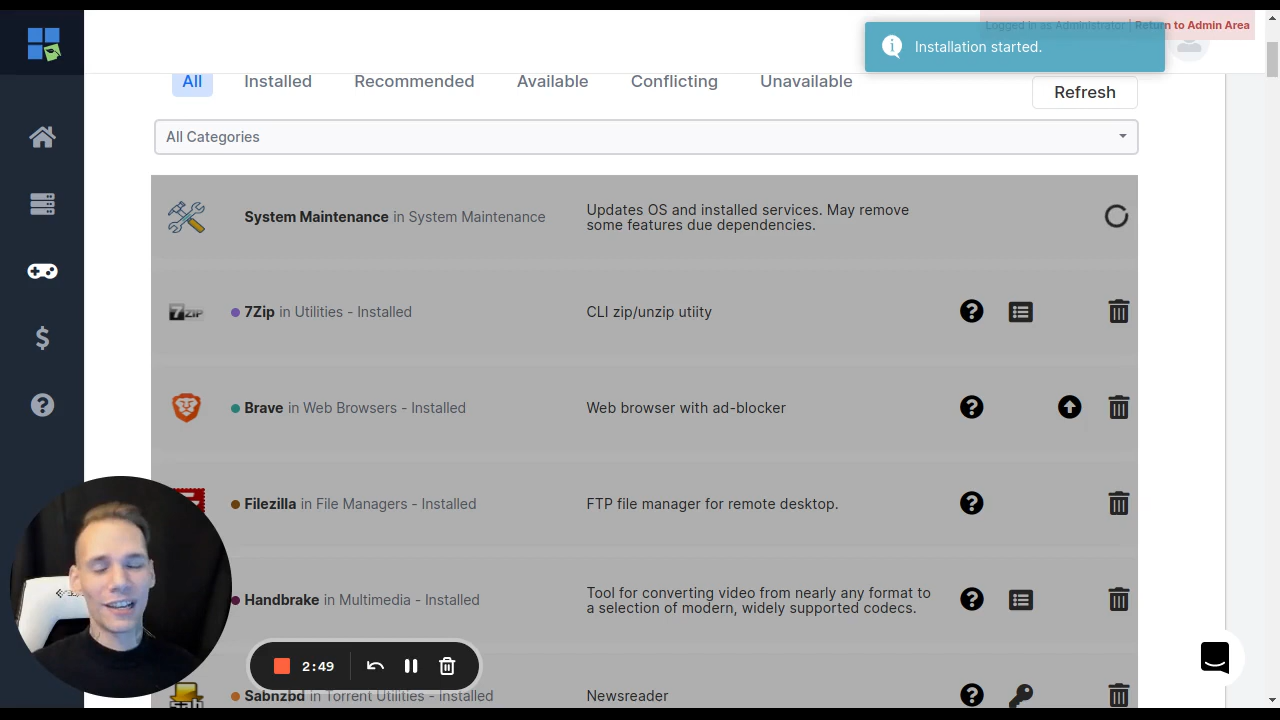 Logged in as Administrator | Return to Admin Area
Installation started.
All
Installed
Recommended
Available
Conflicting
Unavailable
Refresh
All Categories
System Maintenance in System Maintenance
Updates OS and installed services. May remove
some features due dependencies.
7ZIP
7Zip in Utilities - Installed
CLI zip/unzip utiity
Brave in Web Browsers - Installed
Web browser with ad-blocker
Filezilla in File Managers - Installed
FTP file manager for remote desktop.
Handbrake in Multimedia - Installed
Tool for converting video from nearly any format to
a selection of modern, widely supported codecs.
2:49
Sabnzbd in Torrent Utilities - Installed
Newsreader